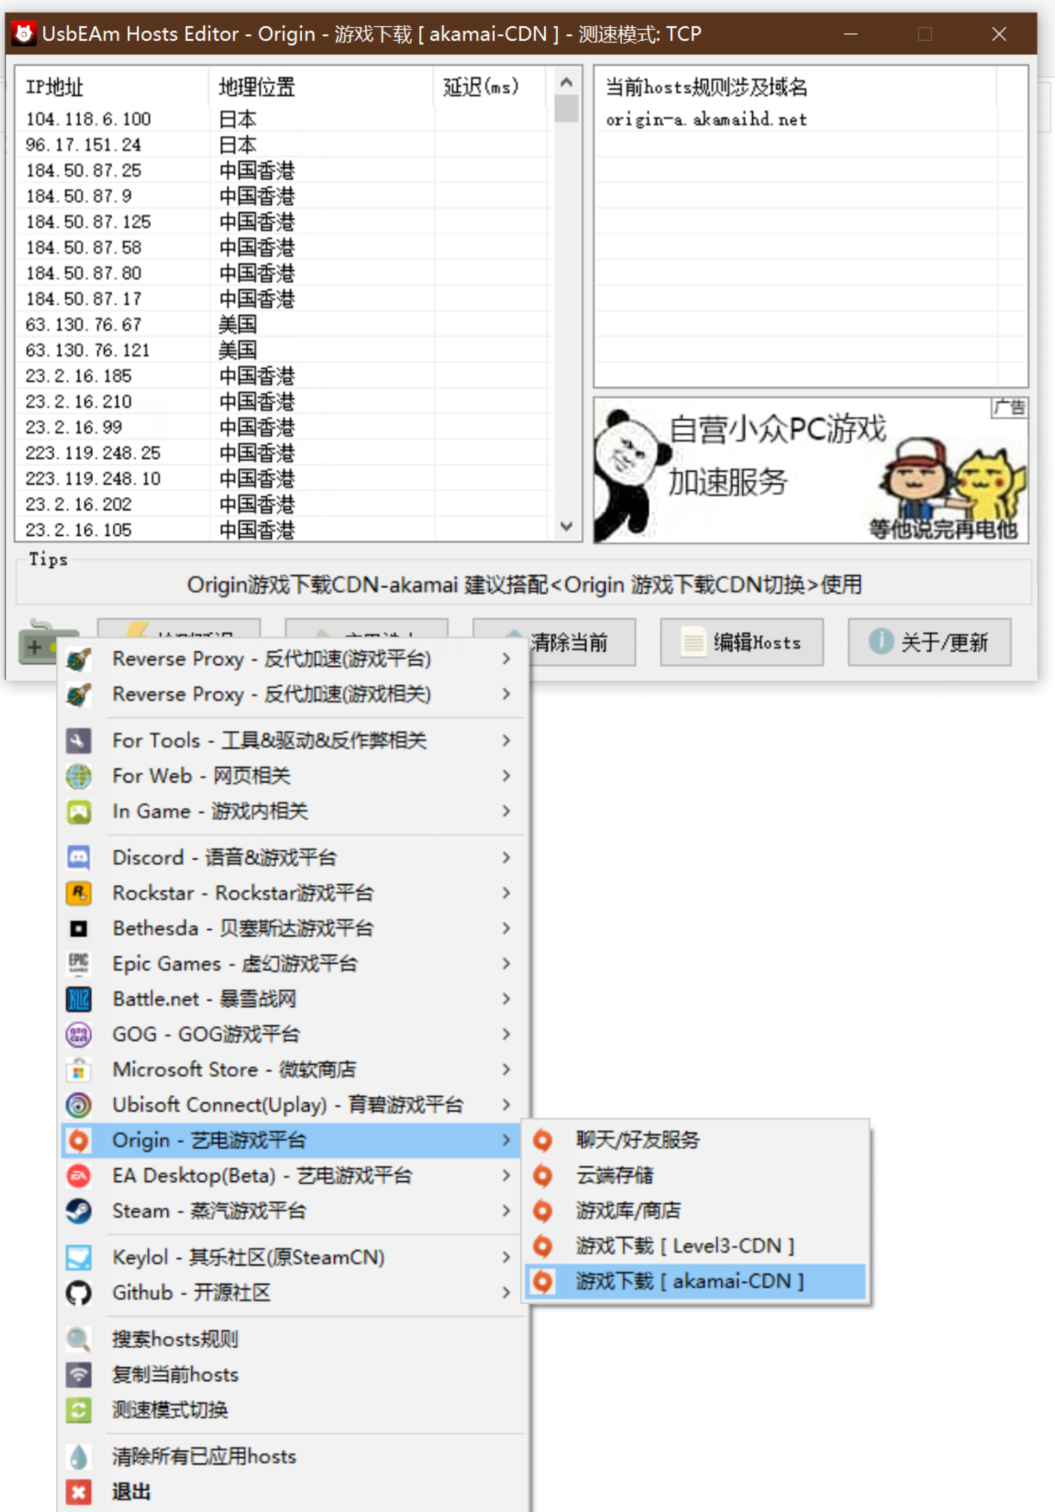 UsbEAm Hosts Editor - Origin - 游戏下载 [ akamai-CDN ] - 测速模式: TCP
IP地址 地理位置 延迟(ms)
104.118.6.100 日本
96.17.151.24 日本
184.50.87.25 中国香港
184.50.87.9 中国香港
184.50.87.125 中国香港
184.50.87.58 中国香港
184.50.87.80 中国香港
184.50.87.17 中国香港
63.130.76.67 美国
63.130.76.121 美国
23.2.16.185 中国香港
23.2.16.210 中国香港
23.2.16.99 中国香港
223.119.248.25 中国香港
223.119.248.10 中国香港
23.2.16.202 中国香港
23.2.16.105 中国香港
当前hosts规则涉及域名
origin-a.akamaihd.net
广告
自营小众PC游戏
加速服务
等他说完再电他
Tips
Origin游戏下载CDN-akamai 建议搭配<Origin 游戏下载CDN切换>使用
清除当前
编辑Hosts
关于/更新
Reverse Proxy - 反代加速(游戏平台)
Reverse Proxy - 反代加速(游戏相关)
For Tools - 工具&驱动&反作弊相关
For Web - 网页相关
In Game - 游戏内相关
Discord - 语音&游戏平台
Rockstar - Rockstar游戏平台
Bethesda - 贝塞斯达游戏平台
Epic Games - 虚幻游戏平台
Battle.net - 暴雪战网
GOG - GOG游戏平台
Microsoft Store - 微软商店
Ubisoft Connect(Uplay) - 育碧游戏平台
Origin - 艺电游戏平台
EA Desktop(Beta) - 艺电游戏平台
Steam - 蒸汽游戏平台
Keylol - 其乐社区(原SteamCN)
Github - 开源社区
搜索hosts规则
复制当前hosts
测速模式切换
清除所有已应用hosts
退出
聊天/好友服务
云端存储
游戏库/商店
游戏下载 [ Level3-CDN ]
游戏下载 [ akamai-CDN ]